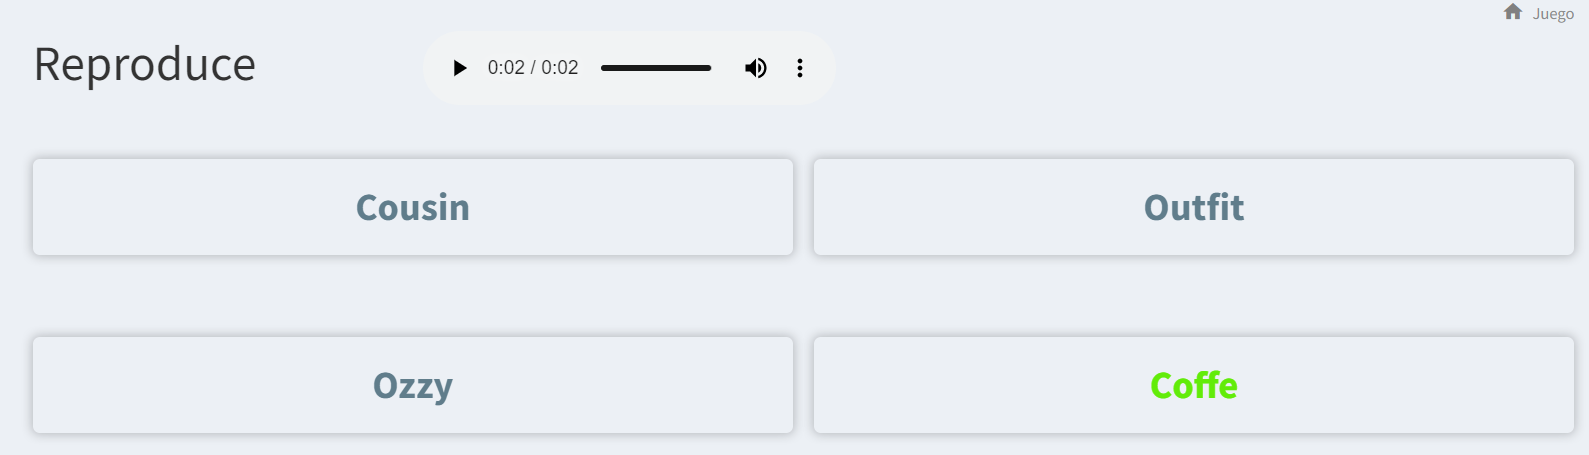 Juego
Reproduce
0:02 / 0:02
Cousin
Outfit
Ozzy
Coffe